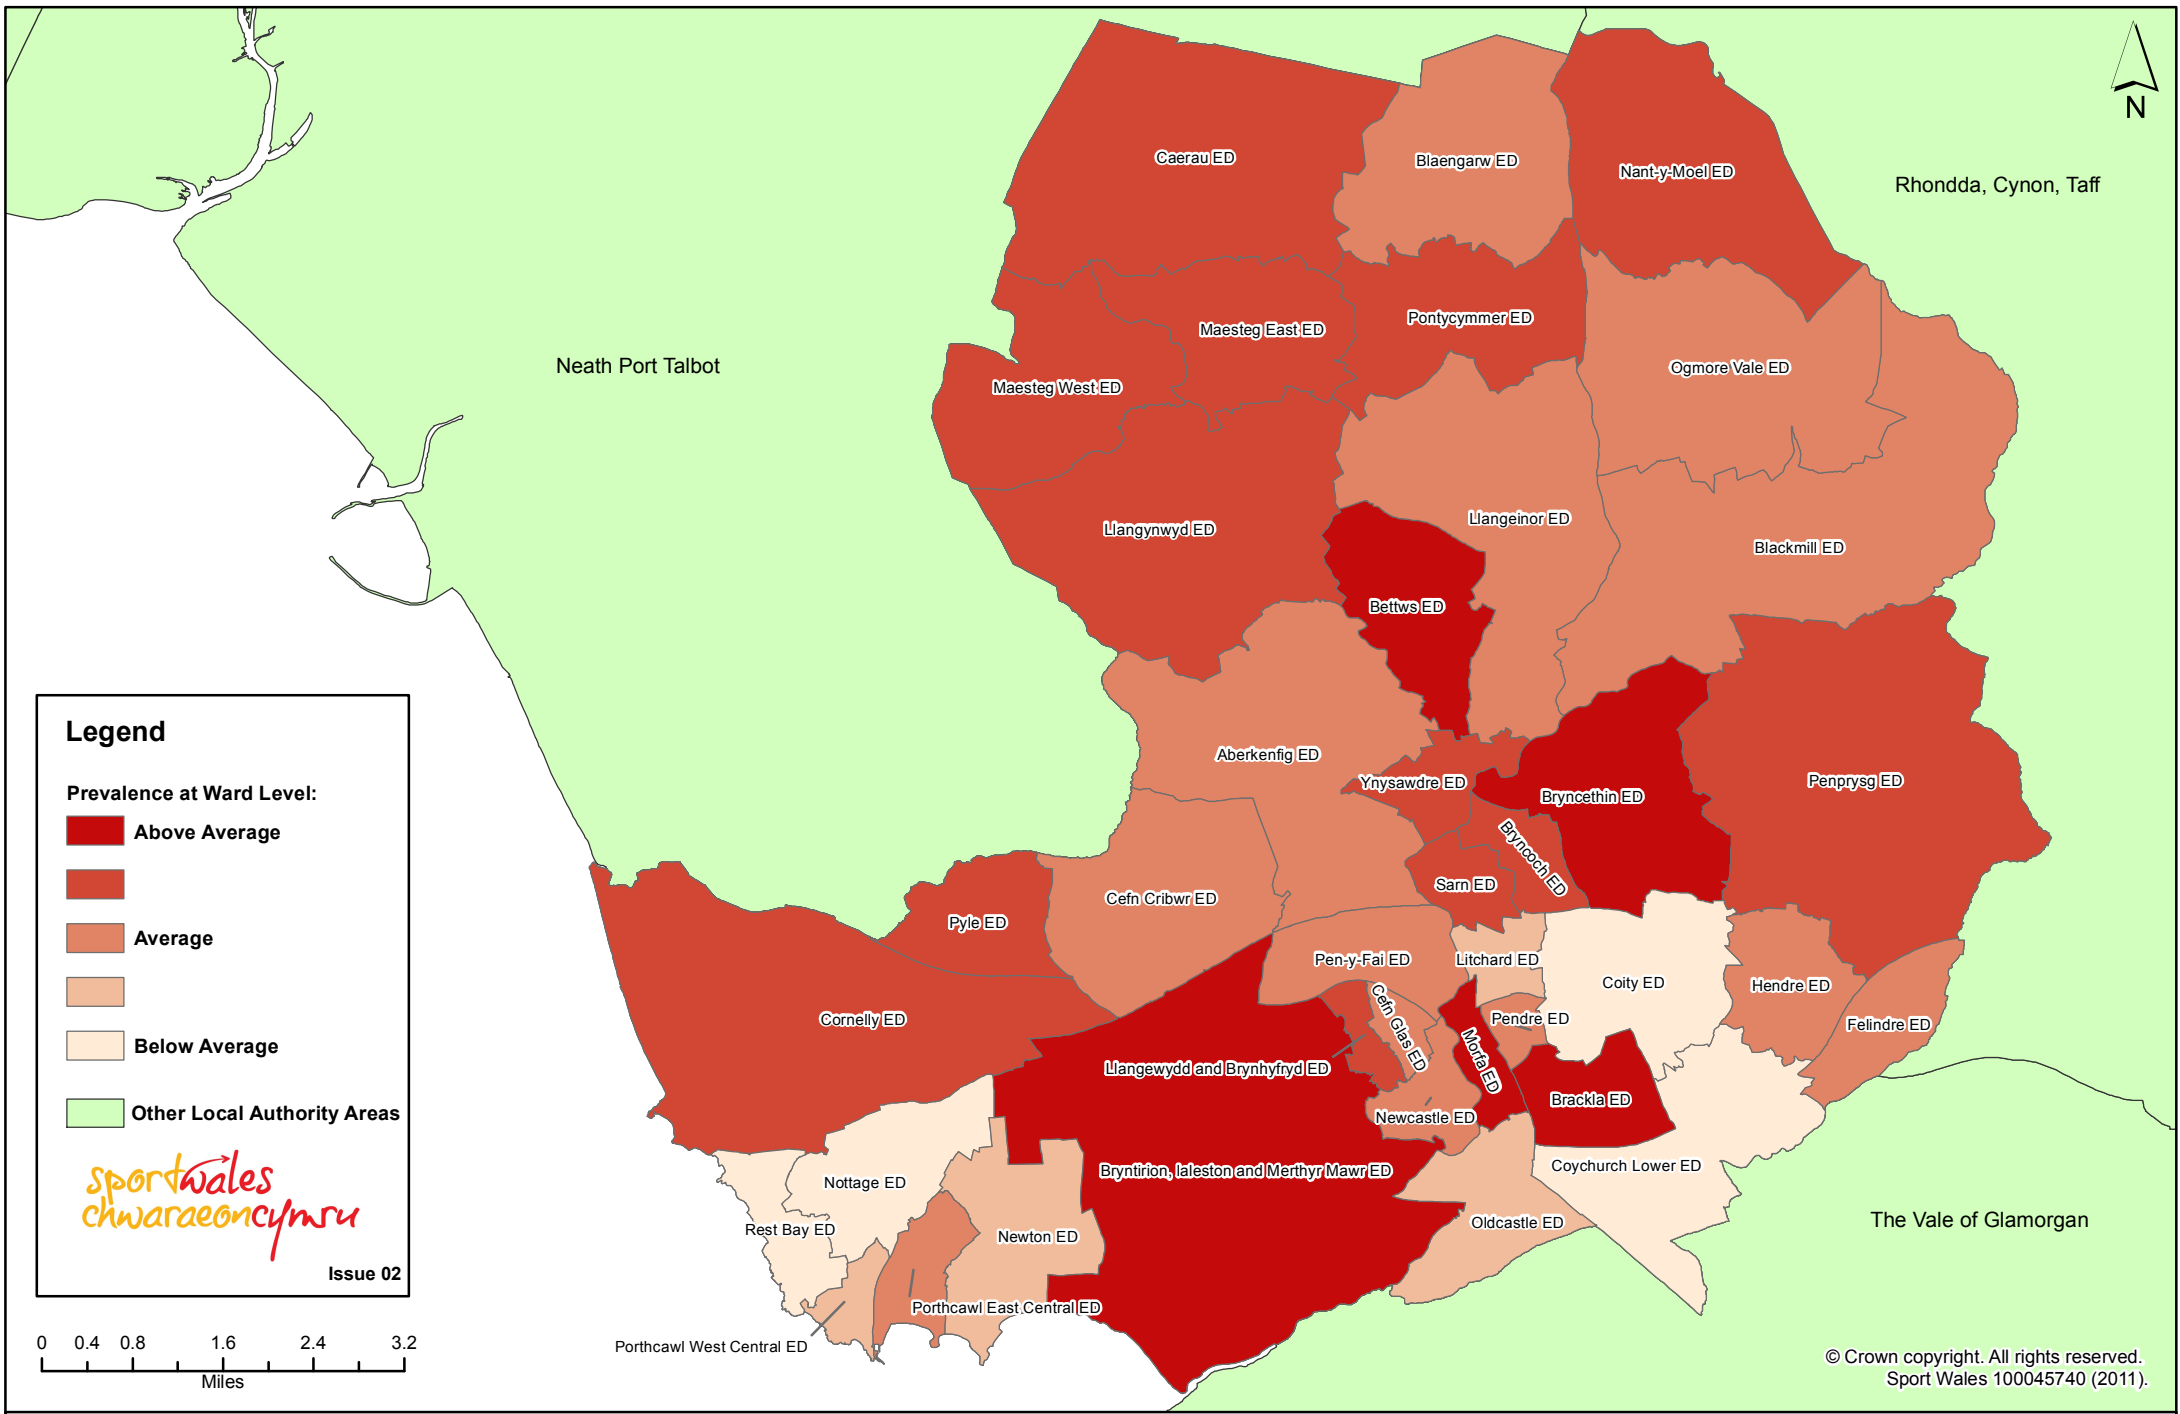 N
Caerau ED
Blaengarw ED
Nant-y-Moel ED
Rhondda, Cynon, Taff
Neath Port Talbot
Maesteg East ED
Pontycymmer ED
Maesteg West ED
Ogmore Vale ED
Llangynwyd ED
Llangeinor ED
Blackmill ED
Bettws ED
Aberkenfig ED
Ynysawdre ED
Bryncethin ED
Penprysg ED
Bryncoch ED
Sarn ED
Cefn Cribwr ED
Pyle ED
Pen-y-Fai ED
Litchard ED
Coity ED
Hendre ED
Cornelly ED
Cefn Glas ED
Pendre ED
Felindre ED
Morfa ED
Llangewydd and Brynhyfryd ED
Brackla ED
Newcastle ED
Bryntirion, laleston and Merthyr Mawr ED
Coychurch Lower ED
Nottage ED
Rest Bay ED
Newton ED
Oldcastle ED
The Vale of Glamorgan
Porthcawl East Central ED
Porthcawl West Central ED
Legend
Prevalence at Ward Level:
Above Average
Average
Below Average
Other Local Authority Areas
sportwales
chwaraeoncymru
Issue 02
0 0.4 0.8 1.6 2.4 3.2
Miles
© Crown copyright. All rights reserved.
Sport Wales 100045740 (2011).